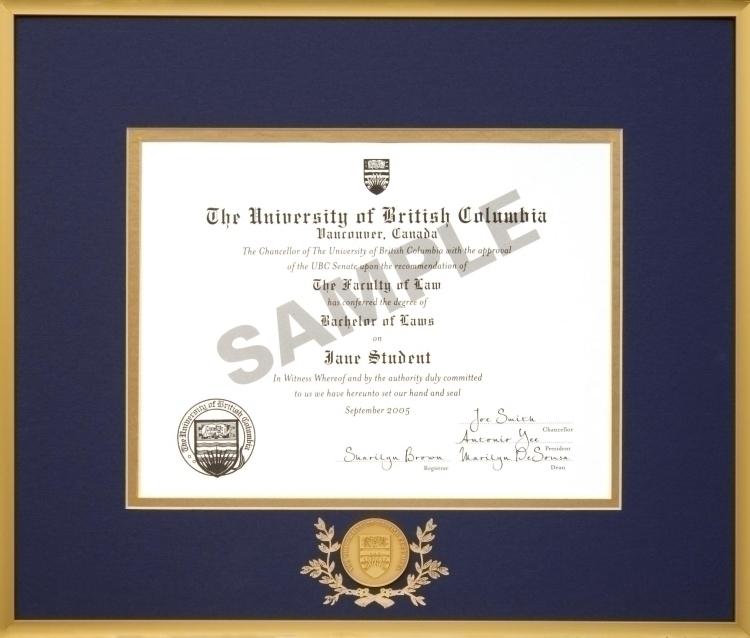 The University of British Columbia
Vancouver, Canada
The Chancellor of The University of British Columbia with the approval
of the UBC Senate upon the recommendation of
The Faculty of Law
has conferred the degree of
Bachelor of Laws
on
Jane Student
In Witness Whereof and by the authority duly committed
to us we have hereunto set our hand and seal
September 2005
SAMPLE
The University of British Columbia
Joe Smith
Chancellor
Antonio Yee
President
Sharilyn Brown
Registrar
Marilyn DeSousa
Dean